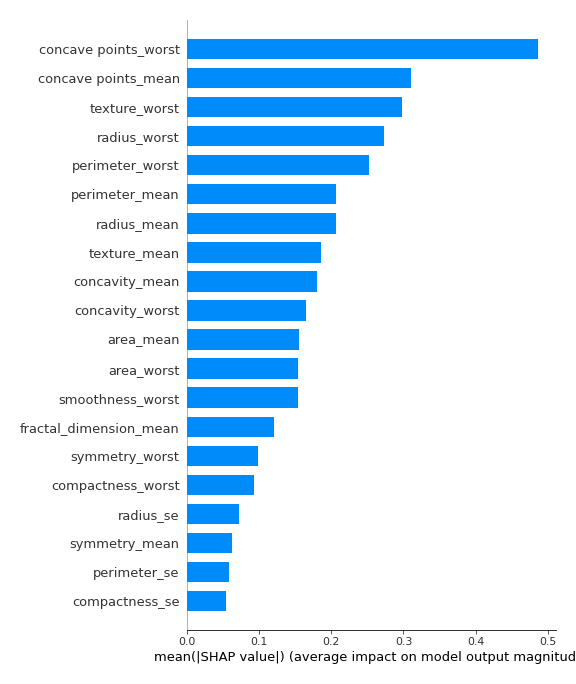 concave points_worst
concave points_mean
texture_worst
radius_worst
perimeter_worst
perimeter_mean
radius_mean
texture_mean
concavity_mean
concavity_worst
area_mean
area_worst
smoothness_worst
fractal_dimension_mean
symmetry_worst
compactness_worst
radius_se
symmetry_mean
perimeter_se
compactness_se
0.0 0.1 0.2 0.3 0.4 0.5
mean(|SHAP value|) (average impact on model output magnitud